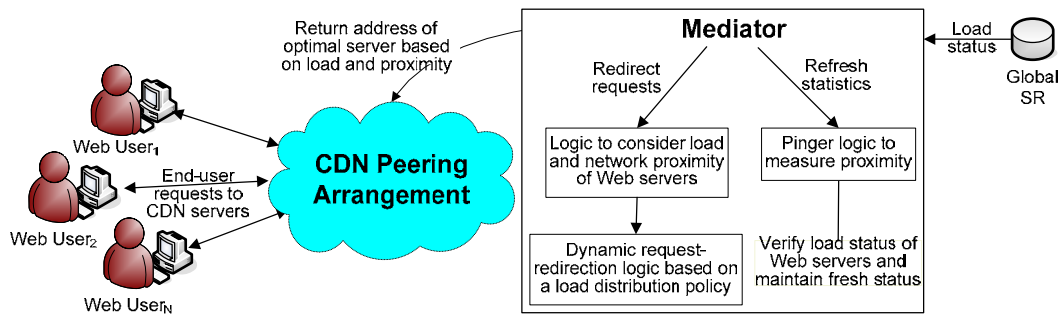 Return address of
optimal server based
on load and proximity
Web User1
Web User2
Web UserN
End-user
requests to
CDN servers
CDN Peering
Arrangement
Mediator
Redirect
requests
Refresh
statistics
Logic to consider load
and network proximity
of Web servers
Pinger logic to
measure proximity
Dynamic request-
redirection logic based on
a load distribution policy
Verify load status of
Web servers and
maintain fresh status
Load
status
Global
SR